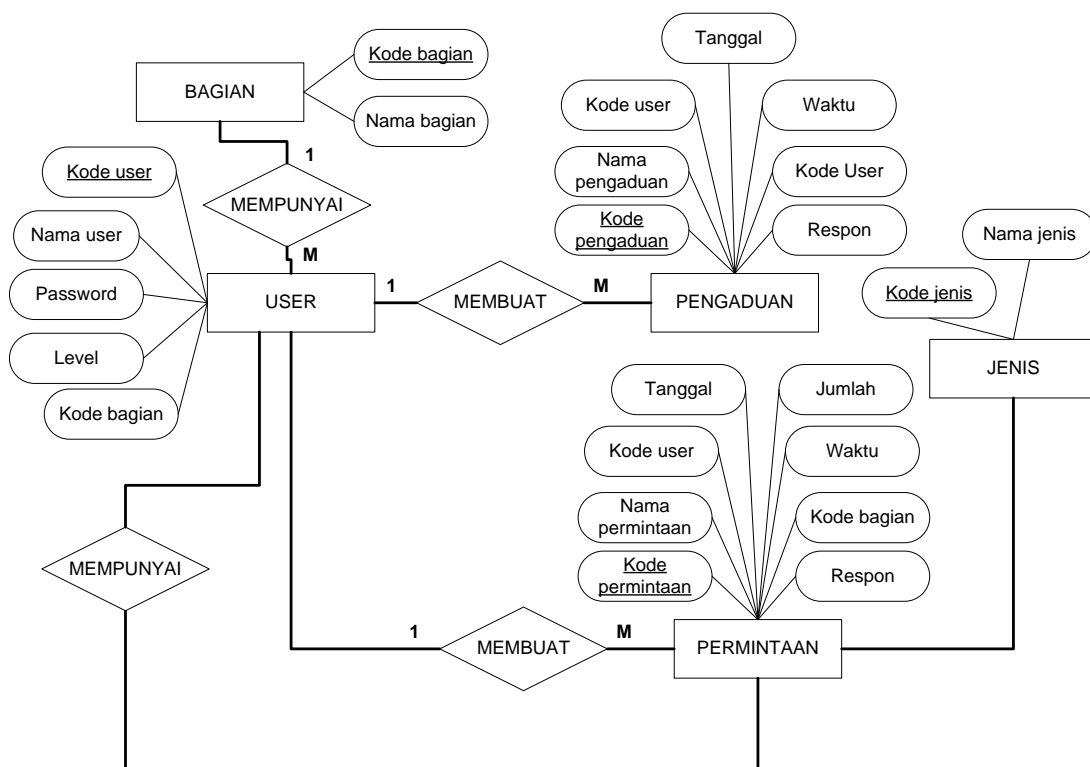 Tanggal
Kode bagian
BAGIAN
Nama bagian
Kode user
Waktu
1
Kode user
Nama
pengaduan
Kode User
MEMPUNYAI
Nama user
Kode
pengaduan
Respon
Nama jenis
M
Password
USER
1
MEMBUAT
M
PENGADUAN
Kode jenis
Level
Kode bagian
Tanggal
Jumlah
JENIS
Kode user
Waktu
Nama
permintaan
Kode bagian
MEMPUNYAI
Kode
permintaan
Respon
1
MEMBUAT
M
PERMINTAAN